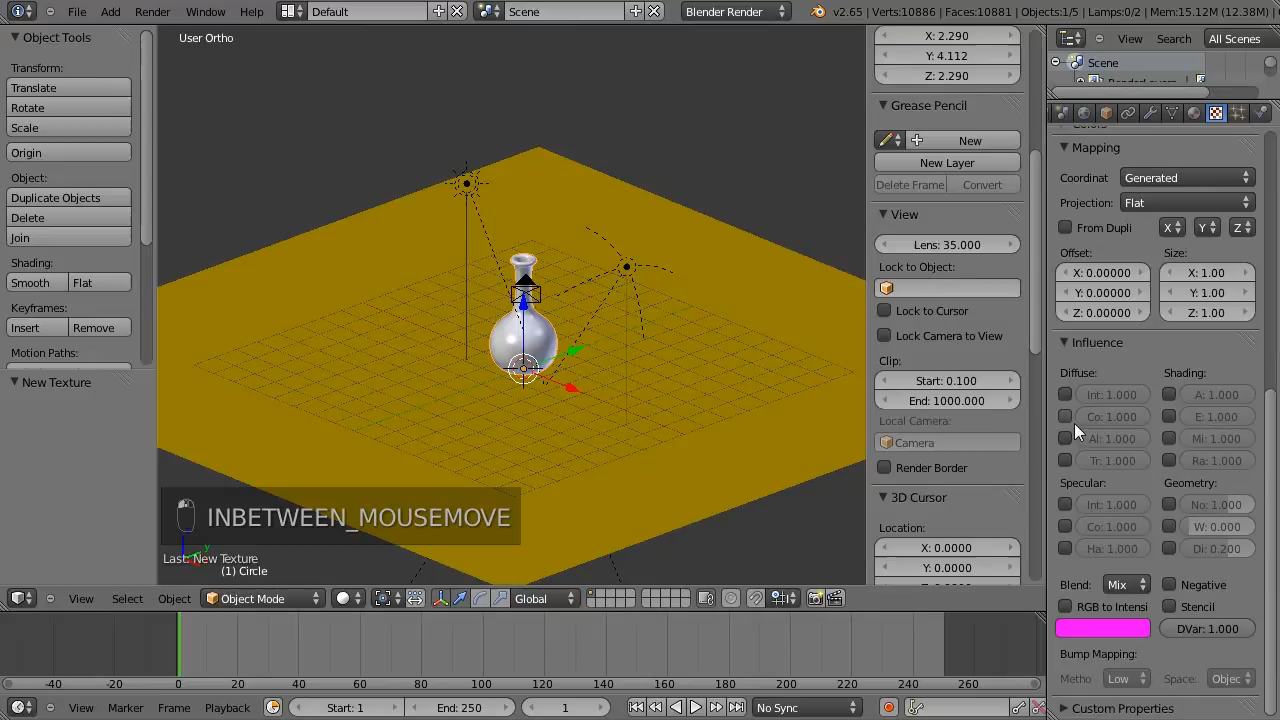 File Add Render Window Help Default Scene Blender Render v2.65 | Verts:10886 | Faces:10881 | Objects:1/5 | Lamps:0/2 | Mem:15.12M (12.38M) |
Object Tools
Transform:
Translate
Rotate
Scale
Origin
Object:
Duplicate Objects
Delete
Join
Shading:
Smooth Flat
Keyframes:
Insert Remove
Motion Paths:
New Texture
User Ortho
INBETWEEN_MOUSEMOVE
Last: New Texture
(1) Circle
X: 2.290
Y: 4.112
Z: 2.290
Grease Pencil
New
New Layer
Delete Frame Convert
View
Lens: 35.000
Lock to Object:
Lock to Cursor
Lock Camera to View
Clip:
Start: 0.100
End: 1000.000
Local Camera:
Camera
Render Border
3D Cursor
Location:
X: 0.0000
Y: 0.0000
View Search All Scenes
Scene
Mapping
Coordinat Generated
Projection: Flat
From Dupli X Y Z
Offset: Size:
X: 0.00000 X: 1.00
Y: 0.00000 Y: 1.00
Z: 0.00000 Z: 1.00
Influence
Diffuse: Shading:
Int: 1.000 A: 1.000
Co: 1.000 E: 1.000
Al: 1.000 Mi: 1.000
Tr: 1.000 Ra: 1.000
Specular: Geometry:
Int: 1.000 No: 1.000
Co: 1.000 W: 0.000
Ha: 1.000 Di: 0.200
Blend: Mix Negative
RGB to Intensi Stencil
DVar: 1.000
Bump Mapping:
Metho Low Space: Objec
Custom Properties
View Select Object Object Mode Global
-40 -20 0 20 40 60 80 100 120 140 160 180 200 220 240 260
View Marker Frame Playback Start: 1 End: 250 1 No Sync